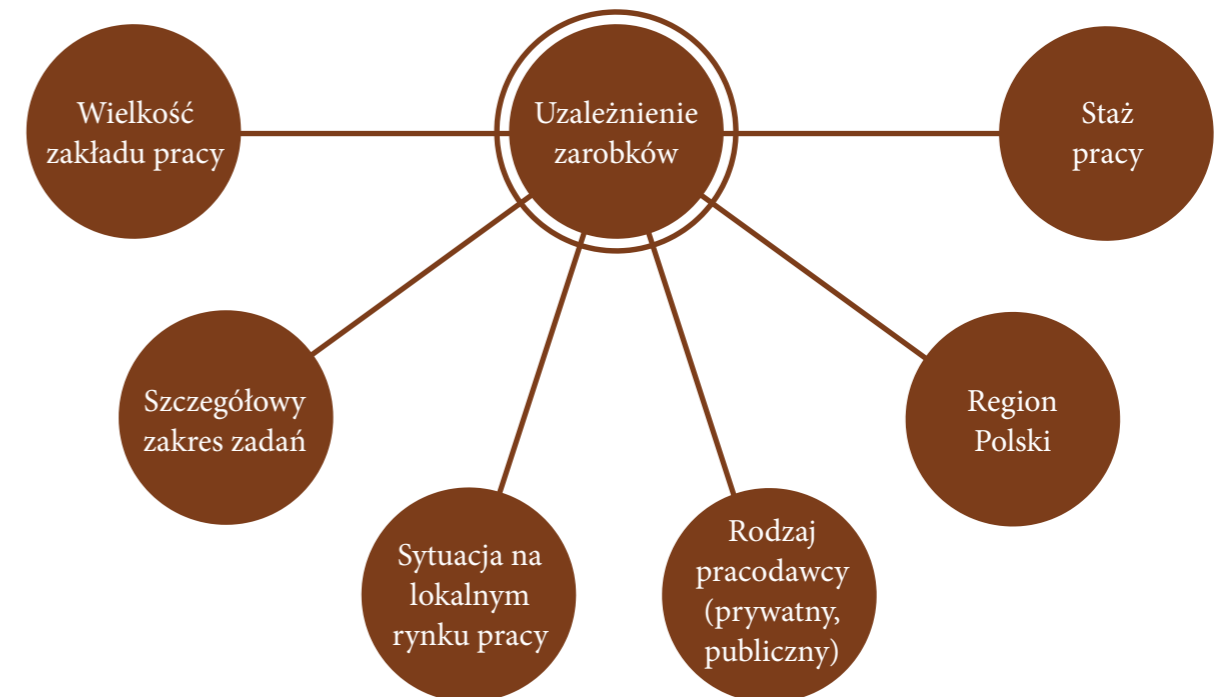 Wielkość
zakładu pracy
Uzależnienie
zarobków
Staż
pracy
Szczegółowy
zakres zadań
Region
Polski
Sytuacja na
lokalnym
rynku pracy
Rodzaj
pracodawcy
(prywatny,
publiczny)